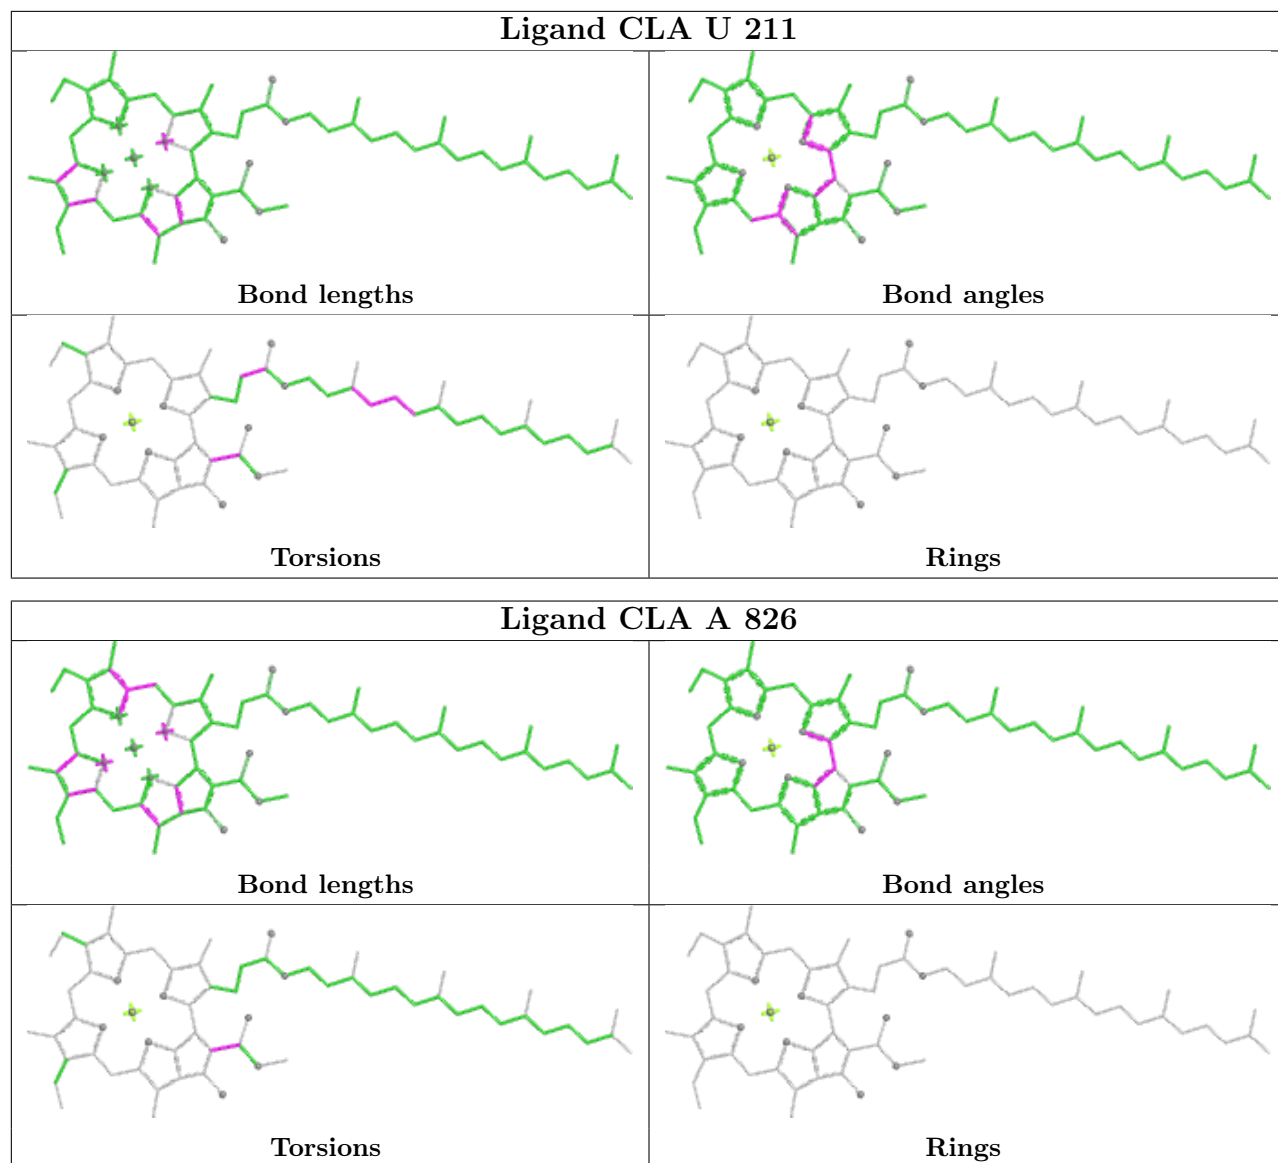 Ligand CLA U 211
Bond lengths
Bond angles
Torsions
Rings
Ligand CLA A 826
Bond lengths
Bond angles
Torsions
Rings